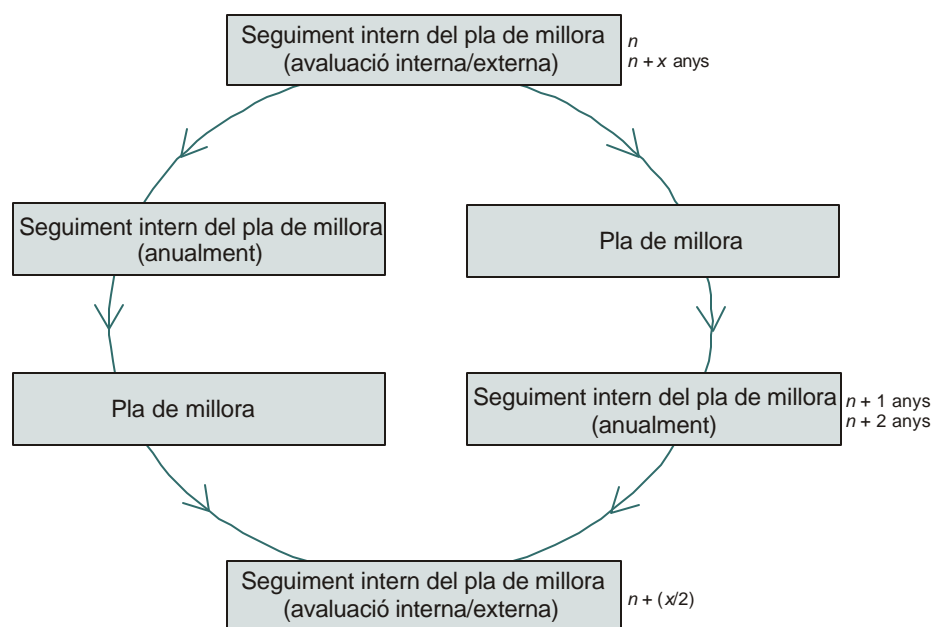 Seguiment intern del pla de millora
(avaluació interna/externa)
n
n + x anys
Seguiment intern del pla de millora
(anualment)
Pla de millora
Pla de millora
Seguiment intern del pla de millora
(anualment)
n + 1 anys
n + 2 anys
Seguiment intern del pla de millora
(avaluació interna/externa)
n + (x/2)